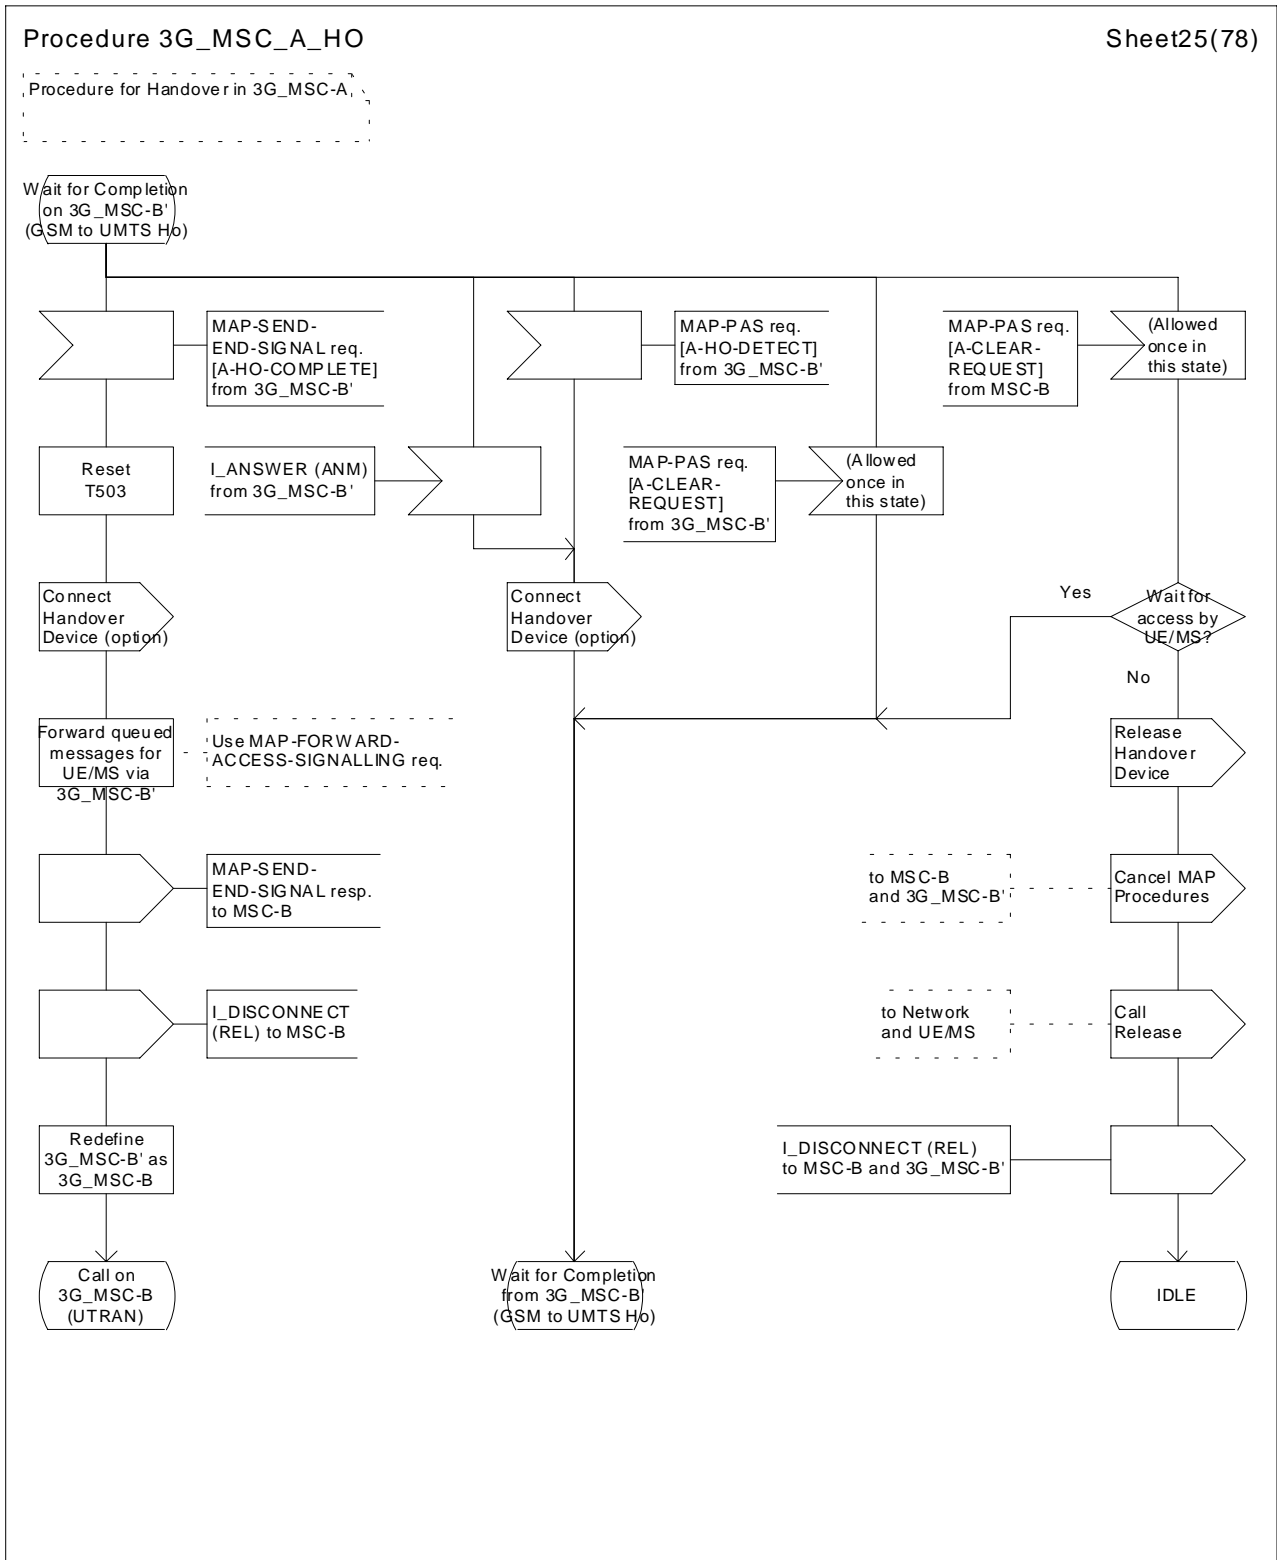 Procedure 3G_MSC_A_HO
Sheet25(78)
Procedure for Handover in 3G_MSC-A
Wait for Completion
on 3G_MSC-B'
(GSM to UMTS Ho)
MAP-SEND-
END-SIGNAL req.
[A-HO-COMPLETE]
from 3G_MSC-B'
MAP-PAS req.
[A-HO-DETECT]
from 3G_MSC-B'
MAP-PAS req.
[A-CLEAR-
REQUEST]
from MSC-B
(Allowed
once in
this state)
Reset
T503
I_ANSWER (ANM)
from 3G_MSC-B'
MAP-PAS req.
[A-CLEAR-
REQUEST]
from 3G_MSC-B'
(Allowed
once in
this state)
Connect
Handover
Device (option)
Connect
Handover
Device (option)
Yes
Wait for
access by
UE/MS?
No
Forward queued
messages for
UE/MS via
3G_MSC-B'
Use MAP-FORWARD-
ACCESS-SIGNALLING req.
Release
Handover
Device
MAP-SEND-
END-SIGNAL resp.
to MSC-B
to MSC-B
and 3G_MSC-B'
Cancel MAP
Procedures
I_DISCONNECT
(REL) to MSC-B
to Network
and UE/MS
Call
Release
Redefine
3G_MSC-B' as
3G_MSC-B
I_DISCONNECT (REL)
to MSC-B and 3G_MSC-B'
Call on
3G_MSC-B
(UTRAN)
Wait for Completion
from 3G_MSC-B'
(GSM to UMTS Ho)
IDLE